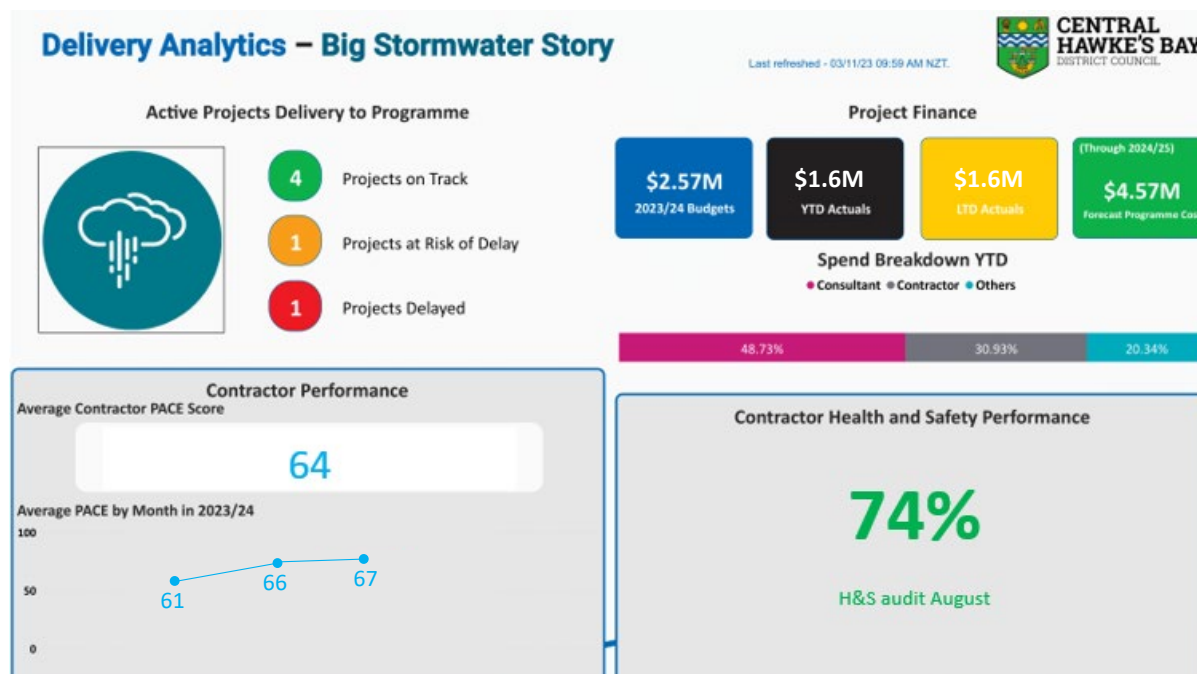 Delivery Analytics – Big Stormwater Story
Last refreshed - 03/11/23 09:59 AM NZT.
CENTRAL
HAWKE'S BAY
DISTRICT COUNCIL
Active Projects Delivery to Programme
4 Projects on Track
1 Projects at Risk of Delay
1 Projects Delayed
Project Finance
$2.57M
2023/24 Budgets
$1.6M
YTD Actuals
$1.6M
LTD Actuals
(Through 2024/25)
$4.57M
Forecast Programme
Spend Breakdown YTD
Consultant Contractor Others
48.73% 30.93% 20.34%
Contractor Performance
Average Contractor PACE Score
64
Average PACE by Month in 2023/24
100
50
0
61
66
67
Contractor Health and Safety Performance
74%
H&S audit August